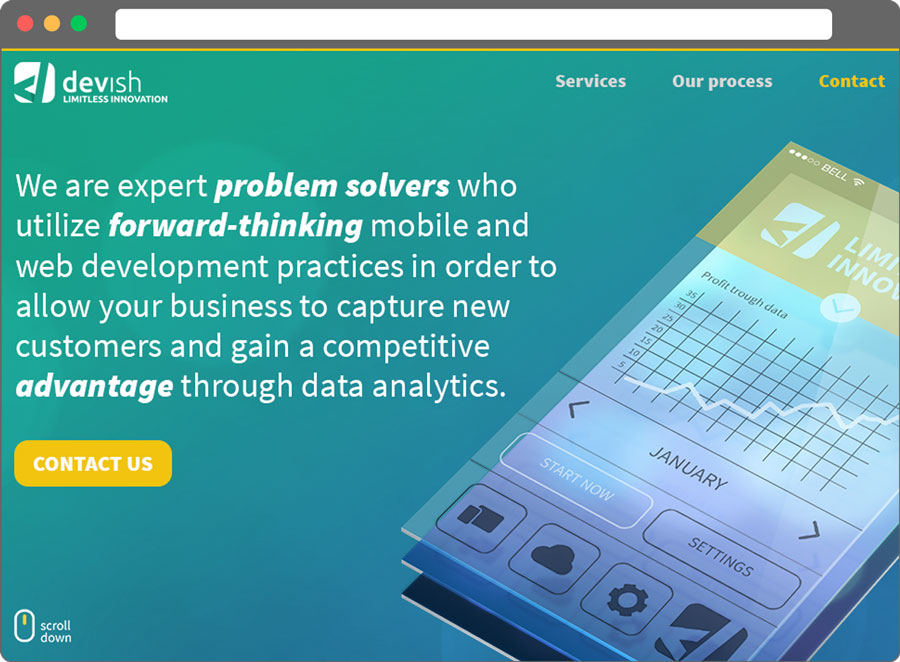 devish
LIMITLESS INNOVATION
Services
Our process
Contact
We are expert problem solvers who
utilize forward-thinking mobile and
web development practices in order to
allow your business to capture new
customers and gain a competitive
advantage through data analytics.
CONTACT US
scroll
down
BELL
Profit trough data
35
30
25
20
15
10
5
JANUARY
START NOW
SETTINGS